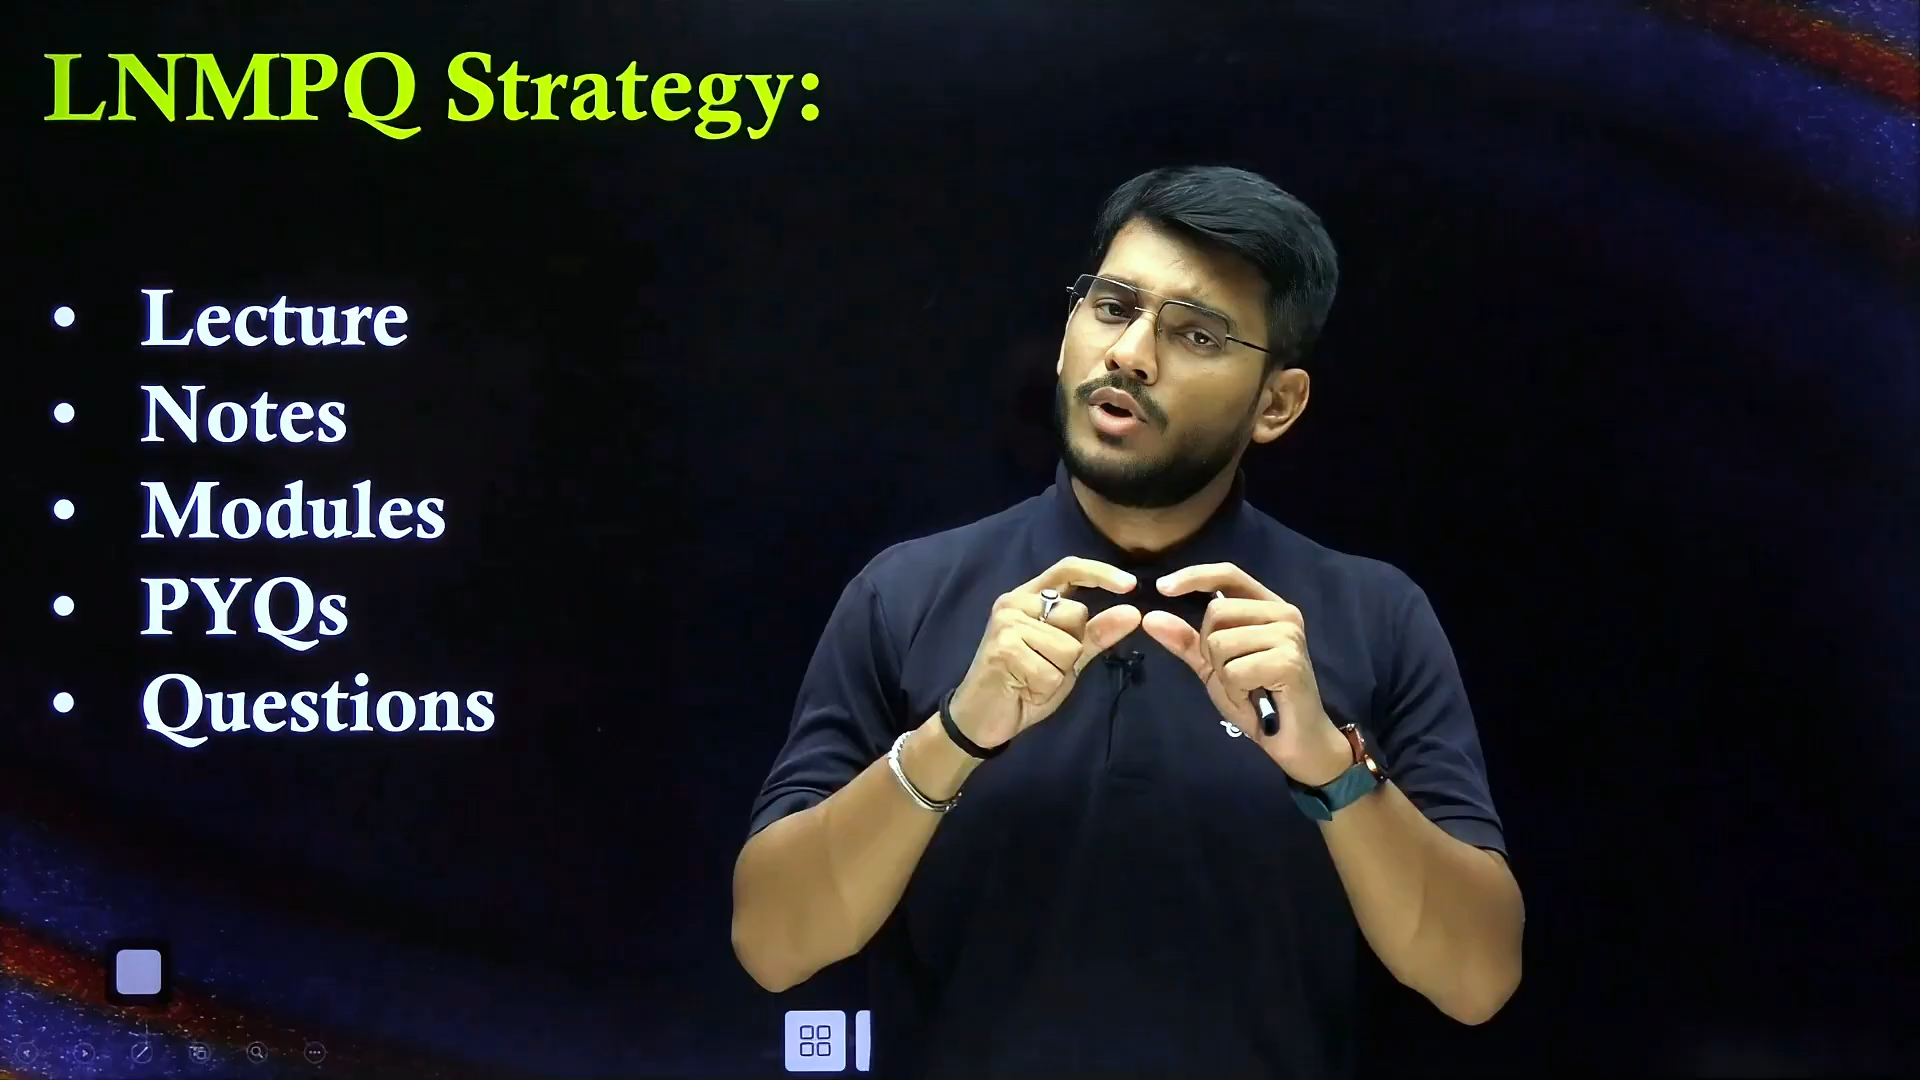 LNMPQ Strategy:
• Lecture
• Notes
• Modules
• PYQs
• Questions